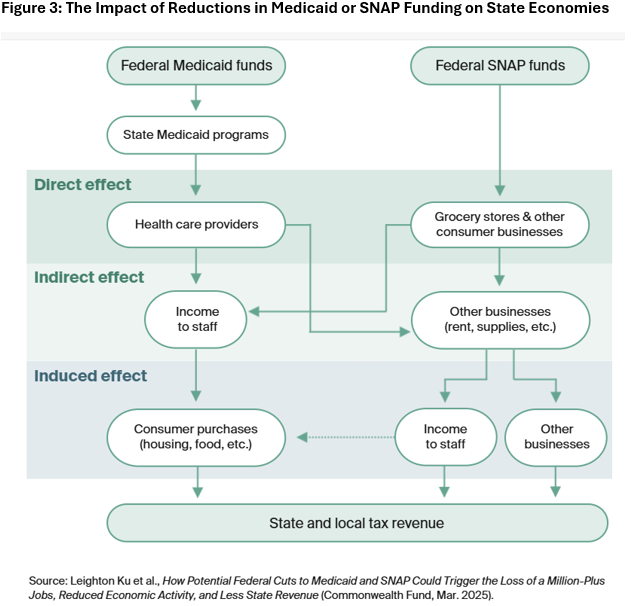 Figure 3: The Impact of Reductions in Medicaid or SNAP Funding on State Economies
Federal Medicaid funds
Federal SNAP funds
State Medicaid programs
Direct effect
Health care providers
Grocery stores & other
consumer businesses
Indirect effect
Income
to staff
Other businesses
(rent, supplies, etc.)
Induced effect
Consumer purchases
(housing, food, etc.)
Income
to staff
Other
businesses
State and local tax revenue
Source: Leighton Ku et al., How Potential Federal Cuts to Medicaid and SNAP Could Trigger the Loss of a Million-Plus
Jobs, Reduced Economic Activity, and Less State Revenue (Commonwealth Fund, Mar. 2025).